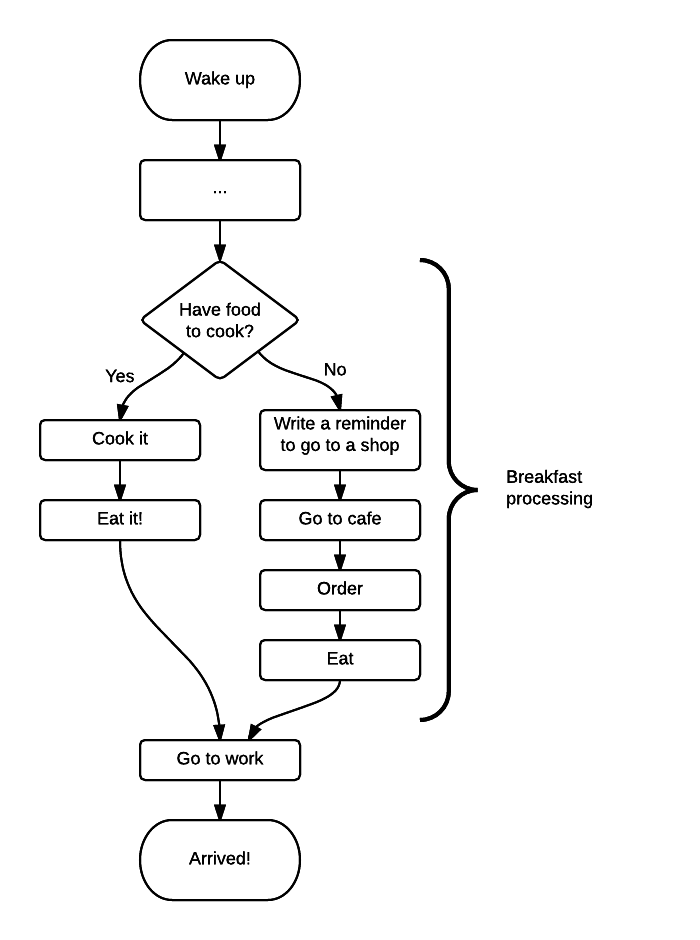 Wake up
...
Have food
to cook?
Yes
No
Cook it
Eat it!
Write a reminder
to go to a shop
Go to cafe
Order
Eat
Breakfast
processing
Go to work
Arrived!